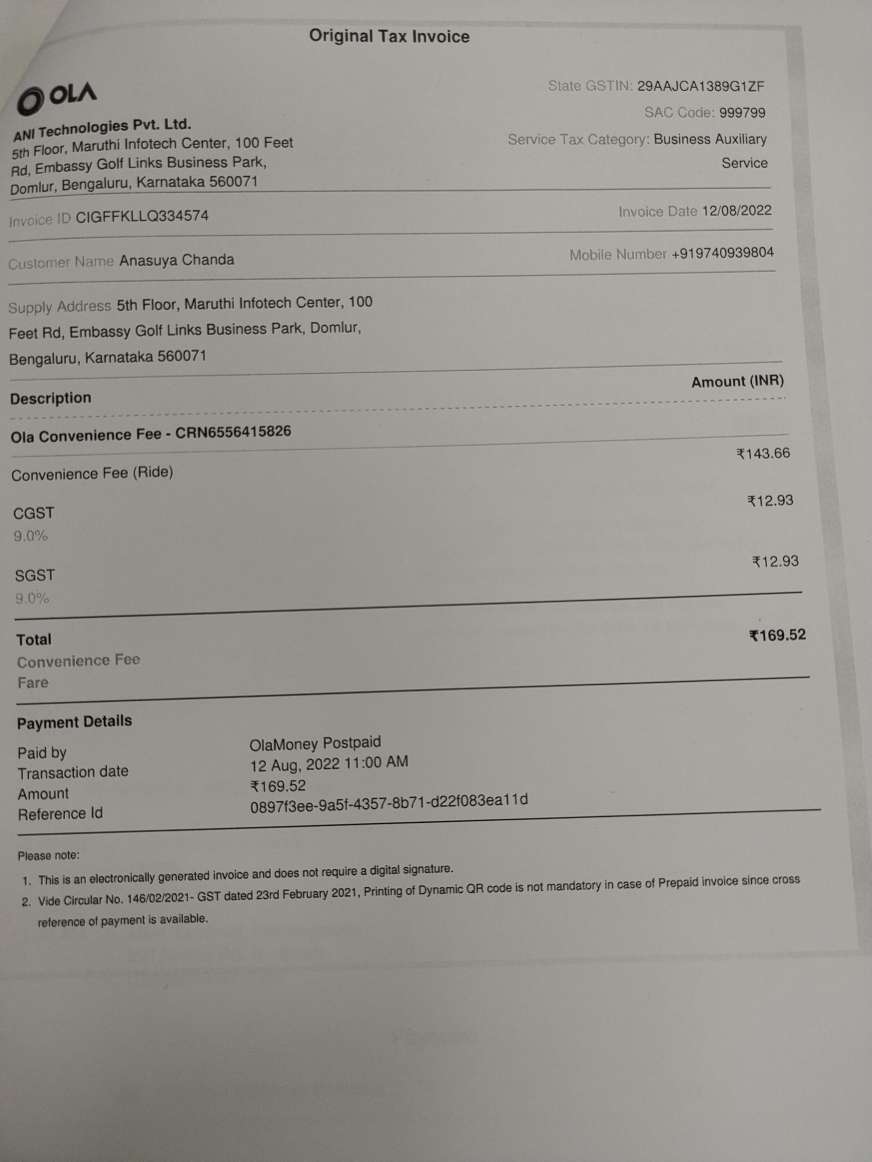 Original Tax Invoice
OLA
ANI Technologies Pvt. Ltd.
5th Floor, Maruthi Infotech Center, 100 Feet
Rd, Embassy Golf Links Business Park,
Domlur, Bengaluru, Karnataka 560071
State GSTIN: 29AAJCA1389G1ZF
SAC Code: 999799
Service Tax Category: Business Auxiliary
Service
Invoice ID CIGFFKLLQ334574
Invoice Date 12/08/2022
Customer Name Anasuya Chanda
Mobile Number +919740939804
Supply Address 5th Floor, Maruthi Infotech Center, 100
Feet Rd, Embassy Golf Links Business Park, Domlur,
Bengaluru, Karnataka 560071
Description Amount (INR)
Ola Convenience Fee - CRN6556415826
Convenience Fee (Ride) ₹143.66
CGST ₹12.93
9.0%
SGST ₹12.93
9.0%
Total ₹169.52
Convenience Fee
Fare
Payment Details
Paid by OlaMoney Postpaid
Transaction date 12 Aug, 2022 11:00 AM
Amount ₹169.52
Reference Id 0897f3ee-9a5f-4357-8b71-d22f083ea11d
Please note:
1. This is an electronically generated invoice and does not require a digital signature.
2. Vide Circular No. 146/02/2021- GST dated 23rd February 2021, Printing of Dynamic QR code is not mandatory in case of Prepaid invoice since cross
reference of payment is available.